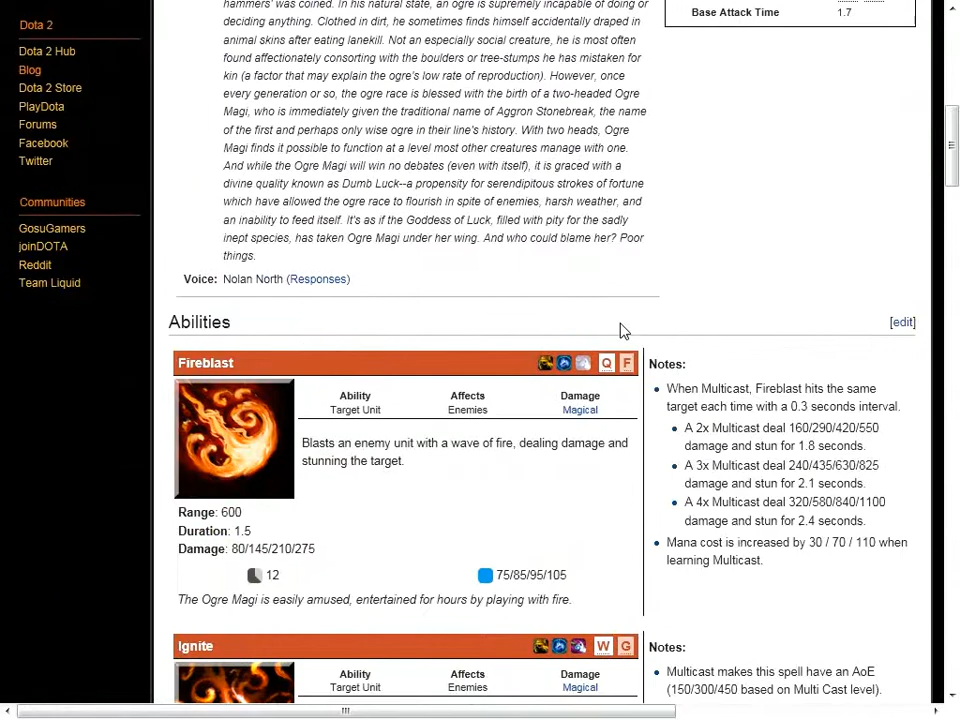 hammers' was coined. In his natural state, an ogre is supremely incapable of doing or
deciding anything. Clothed in dirt, he sometimes finds himself accidentally draped in
animal skins after eating lanekill. Not an especially social creature, he is most often
found affectionately consorting with the boulders or tree-stumps he has mistaken for
kin (a factor that may explain the ogre's low rate of reproduction). However, once
every generation or so, the ogre race is blessed with the birth of a two-headed Ogre
Magi, who is immediately given the traditional name of Aggron Stonebreak, the name
of the first and perhaps only wise ogre in their line's history. With two heads, Ogre
Magi finds it possible to function at a level most other creatures manage with one.
And while the Ogre Magi will win no debates (even with itself), it is graced with a
divine quality known as Dumb Luck--a propensity for serendipitous strokes of fortune
which have allowed the ogre race to flourish in spite of enemies, harsh weather, and
an inability to feed itself. It's as if the Goddess of Luck, filled with pity for the sadly
inept species, has taken Ogre Magi under her wing. And who could blame her? Poor
things.
Voice: Nolan North (Responses)
Base Attack Time 1.7
Dota 2
Dota 2 Hub
Blog
Dota 2 Store
PlayDota
Forums
Facebook
Twitter
Communities
GosuGamers
joinDOTA
Reddit
Team Liquid
Abilities [edit]
Fireblast Q F
Ability Affects Damage
Target Unit Enemies Magical
Blasts an enemy unit with a wave of fire, dealing damage and
stunning the target.
Range: 600
Duration: 1.5
Damage: 80/145/210/275
12 75/85/95/105
The Ogre Magi is easily amused, entertained for hours by playing with fire.
Notes:
When Multicast, Fireblast hits the same
target each time with a 0.3 seconds interval.
A 2x Multicast deal 160/290/420/550
damage and stun for 1.8 seconds.
A 3x Multicast deal 240/435/630/825
damage and stun for 2.1 seconds.
A 4x Multicast deal 320/580/840/1100
damage and stun for 2.4 seconds.
Mana cost is increased by 30 / 70 / 110 when
learning Multicast.
Ignite W G
Ability Affects Damage
Target Unit Enemies Magical
Notes:
Multicast makes this spell have an AoE
(150/300/450 based on Multi Cast level).